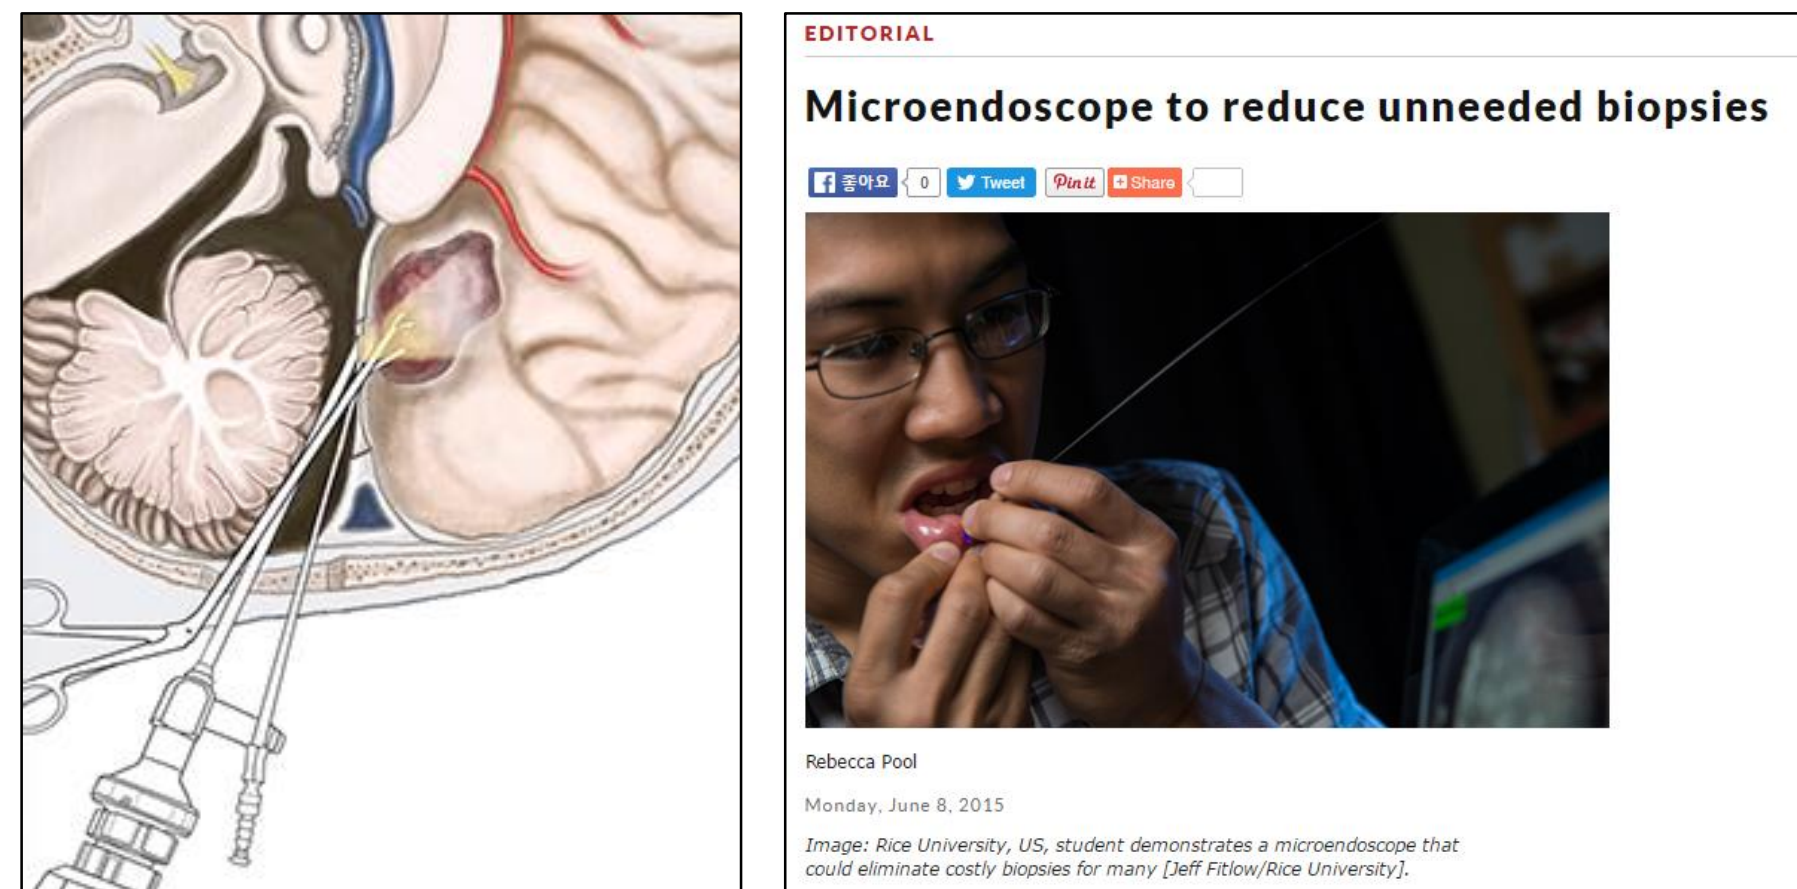 EDITORIAL
Microendoscope to reduce unneeded biopsies
좋아요 0 Tweet Pin it Share
Rebecca Pool
Monday, June 8, 2015
Image: Rice University, US, student demonstrates a microendoscope that
could eliminate costly biopsies for many [Jeff Fitlow/Rice University].